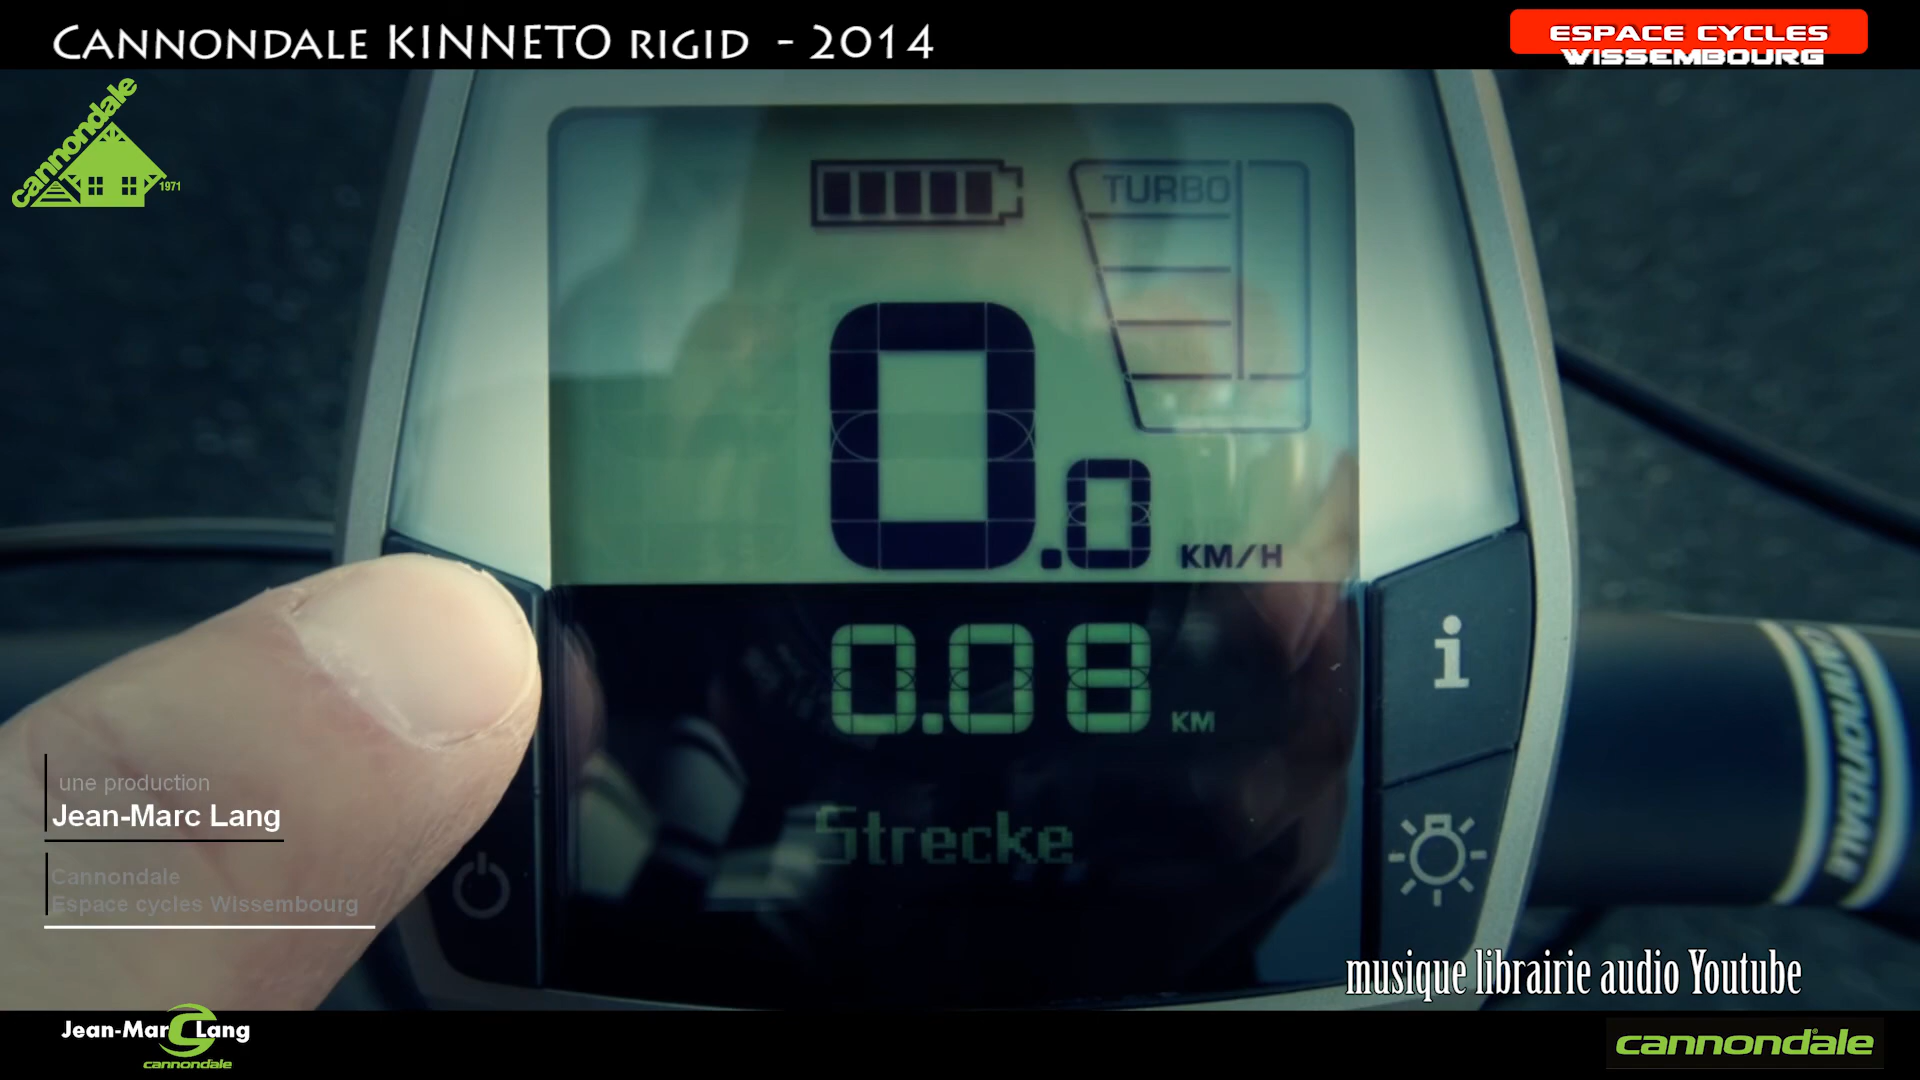 CANNONDALE KINNETO RIGID - 2014
ESPACE CYCLES
WISSEMBOURG
cannondale
1971
TURBO
0.0 KM/H
0.08 KM
Strecke
i
CANNONDALE
une production
Jean-Marc Lang
Cannondale
Espace cycles Wissembourg
musique librairie audio Youtube
Jean-Marc Lang
cannondale
cannondale